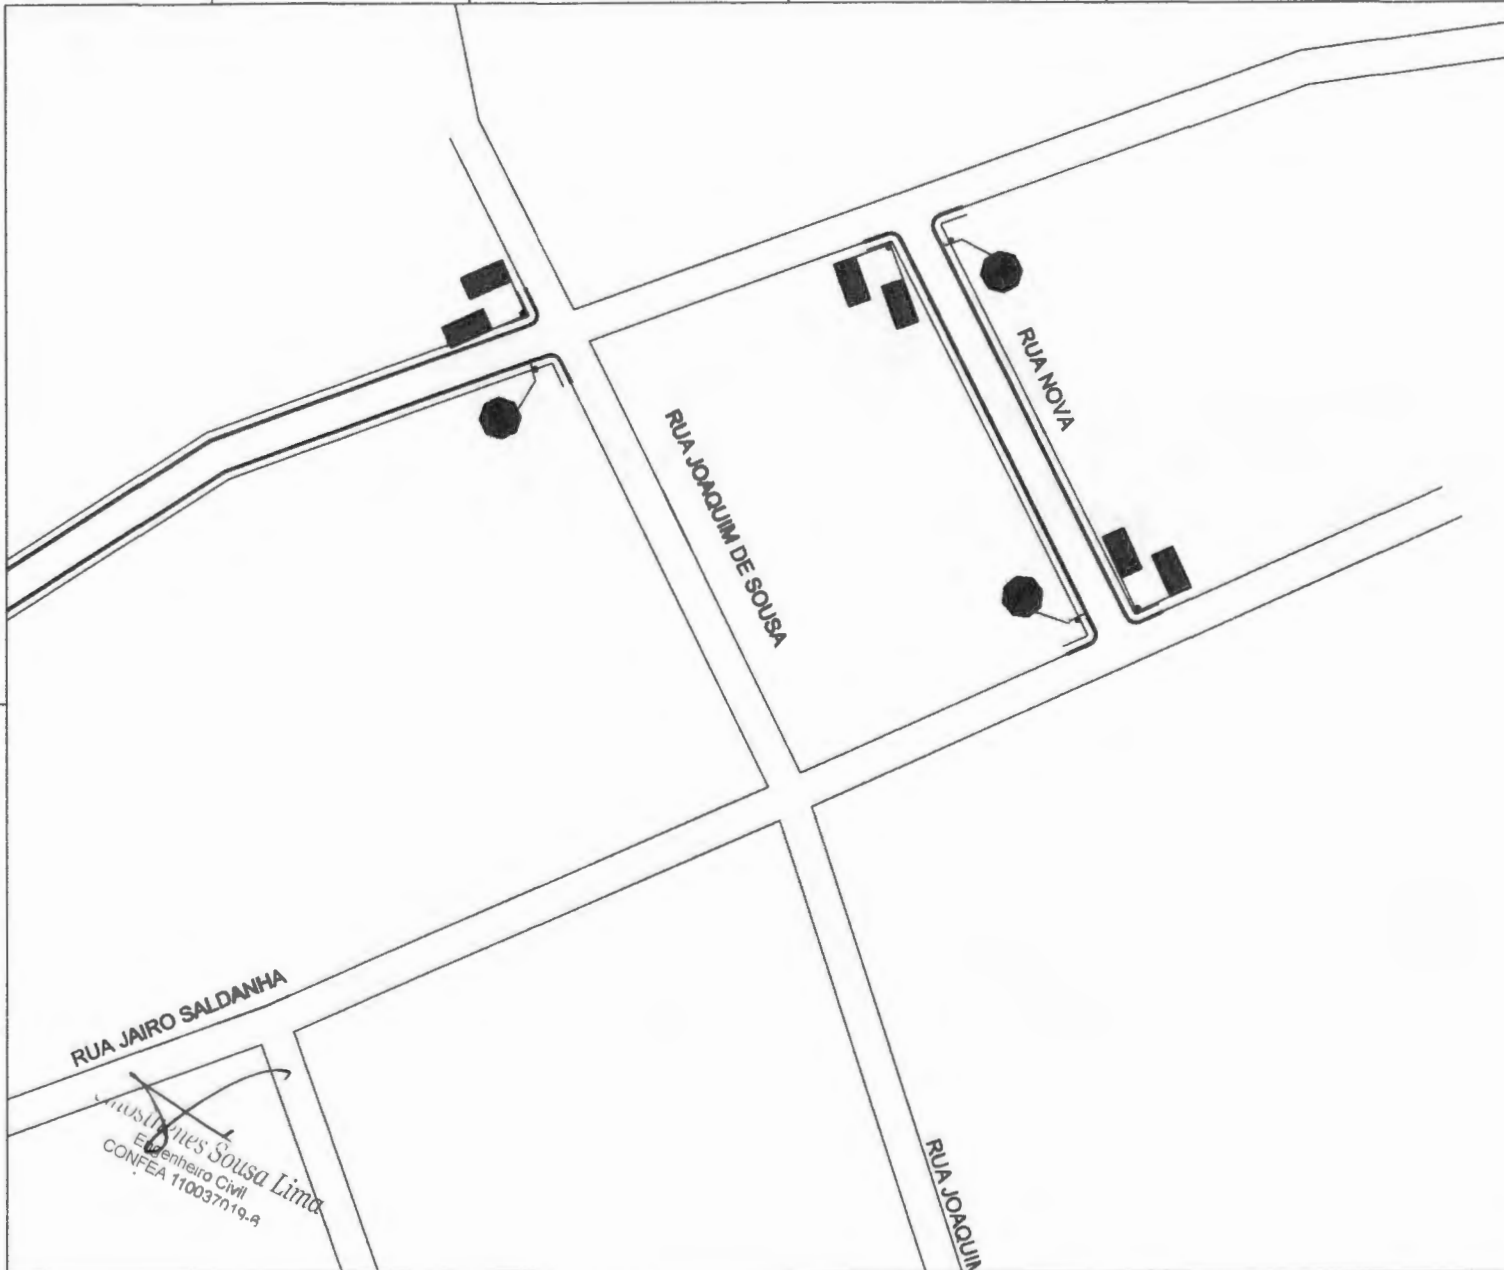 RUA NOVA
RUA JOAQUIM DE SOUSA
RUA JAIRO SALDANHA
Sousa Lima
Engenheiro Civil
CONFEA 110037019-8
RUA JOAQUIM